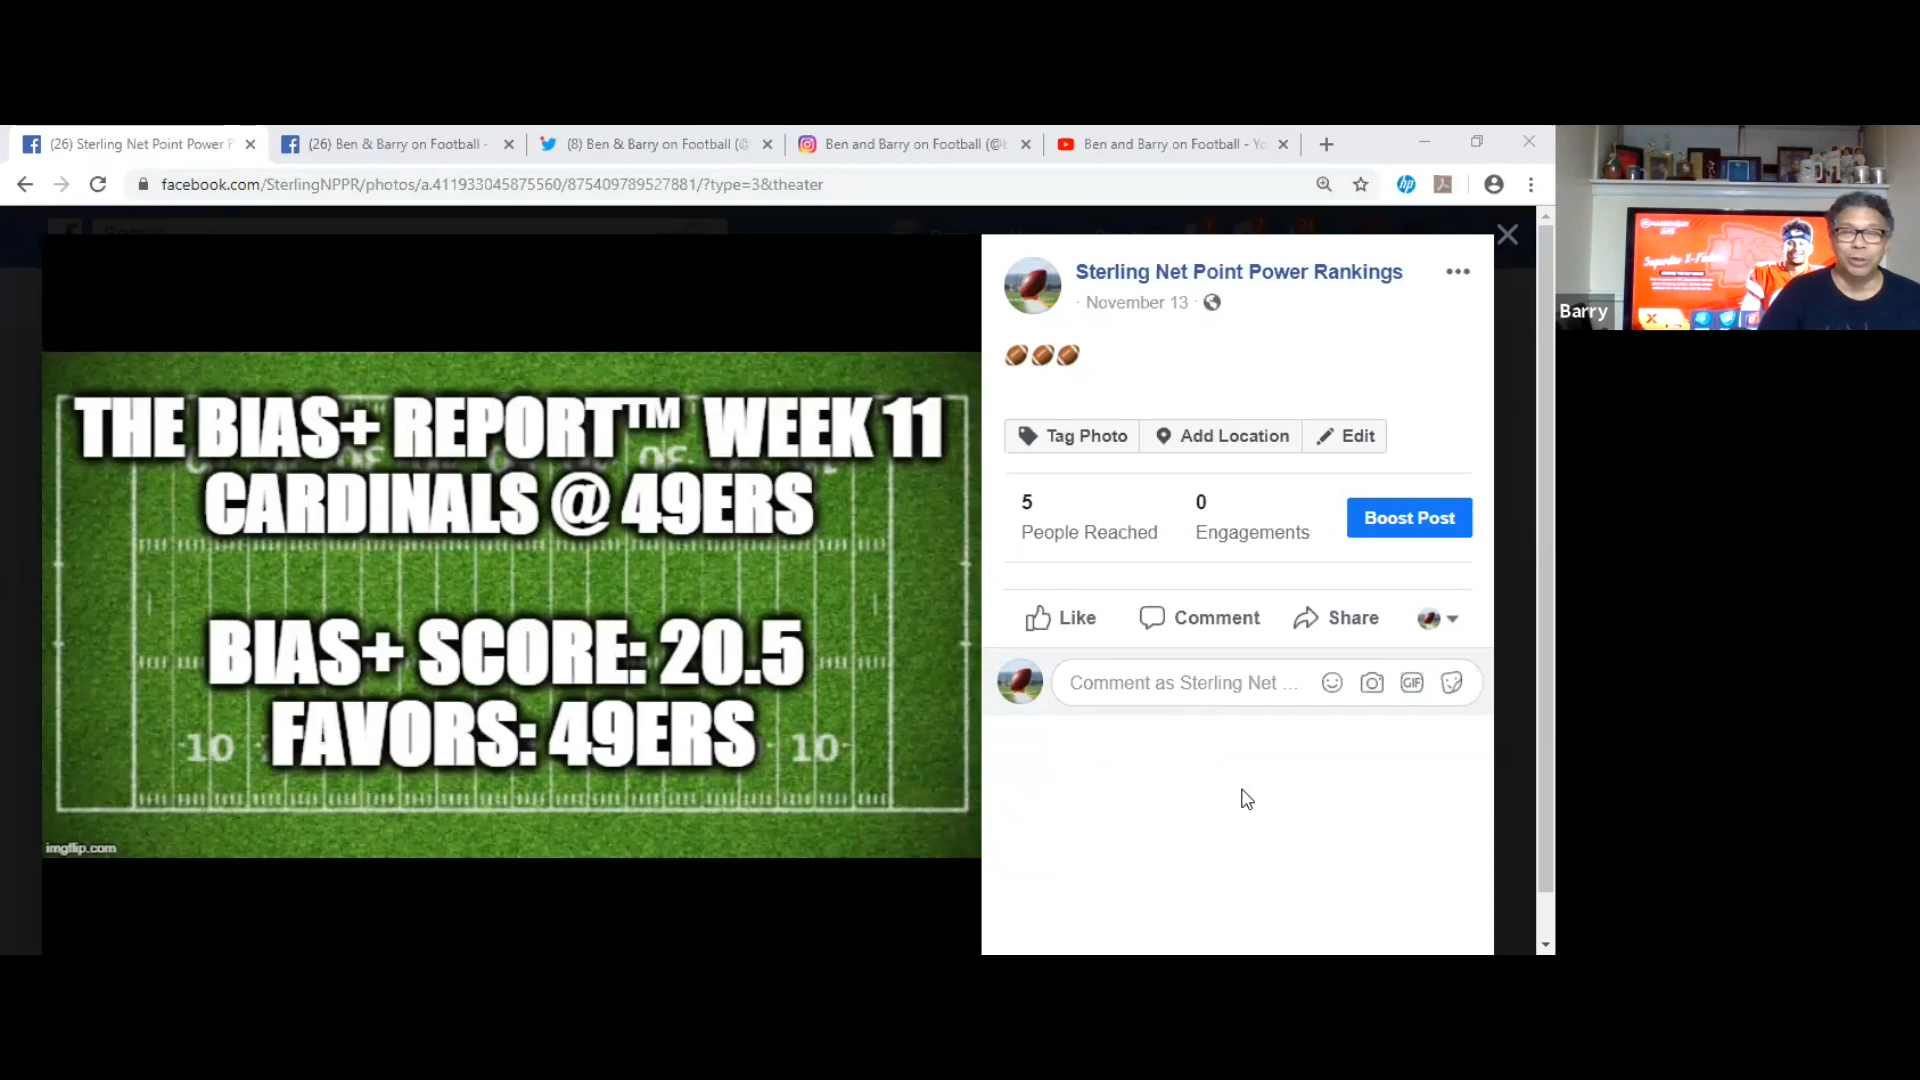 (26) Sterling Net Point Power
(26) Ben & Barry on Football -
(8) Ben & Barry on Football (@
Ben and Barry on Football (@
Ben and Barry on Football - Yo
facebook.com/SterlingNPPR/photos/a.411933045875560/875409789527881/?type=3&theater
hp
Sterling Net Point Power Rankings
· November 13 ·
THE BIAS+ REPORT™ WEEK 11
CARDINALS @ 49ERS
BIAS+ SCORE: 20.5
FAVORS: 49ERS
10
10
imgflip.com
Tag Photo
Add Location
Edit
5
People Reached
0
Engagements
Boost Post
Like
Comment
Share
Comment as Sterling Net ...
GIF
Barry